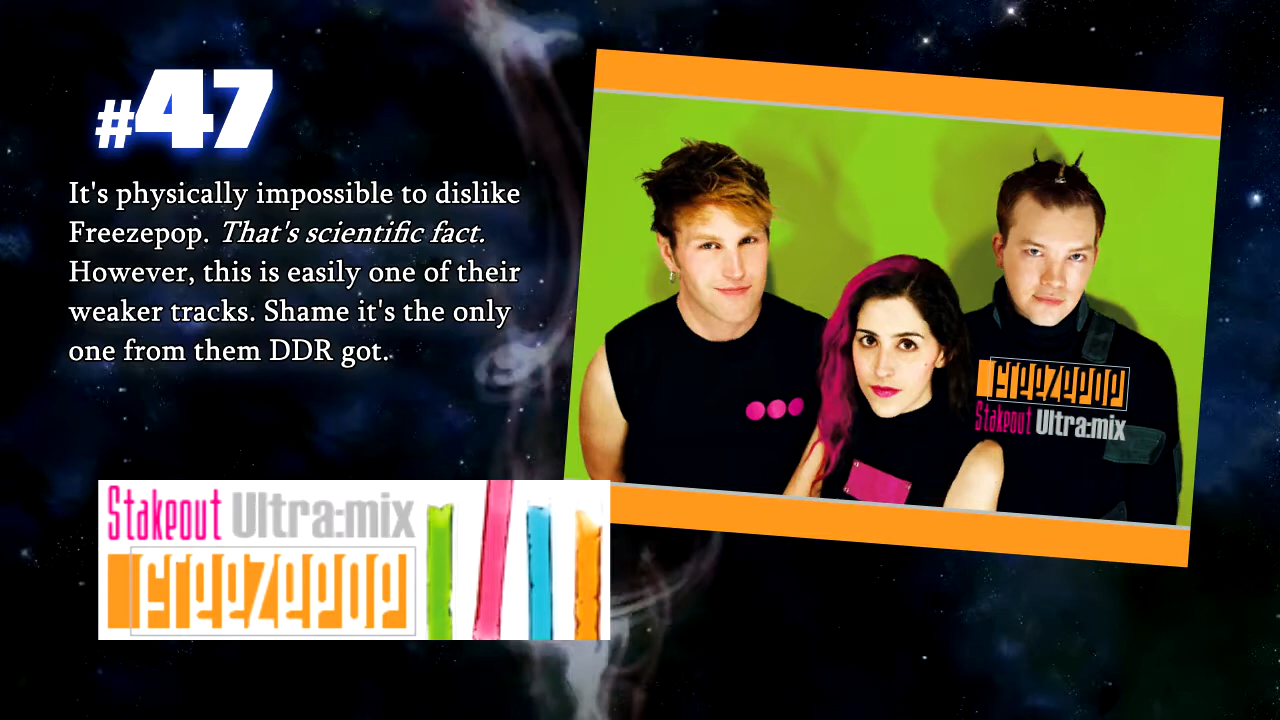 #47
It's physically impossible to dislike
Freezepop. That's scientific fact.
However, this is easily one of their
weaker tracks. Shame it's the only
one from them DDR got.
Freezepop
Stakeout Ultra:mix
Stakeout Ultra:mix
Freezepop